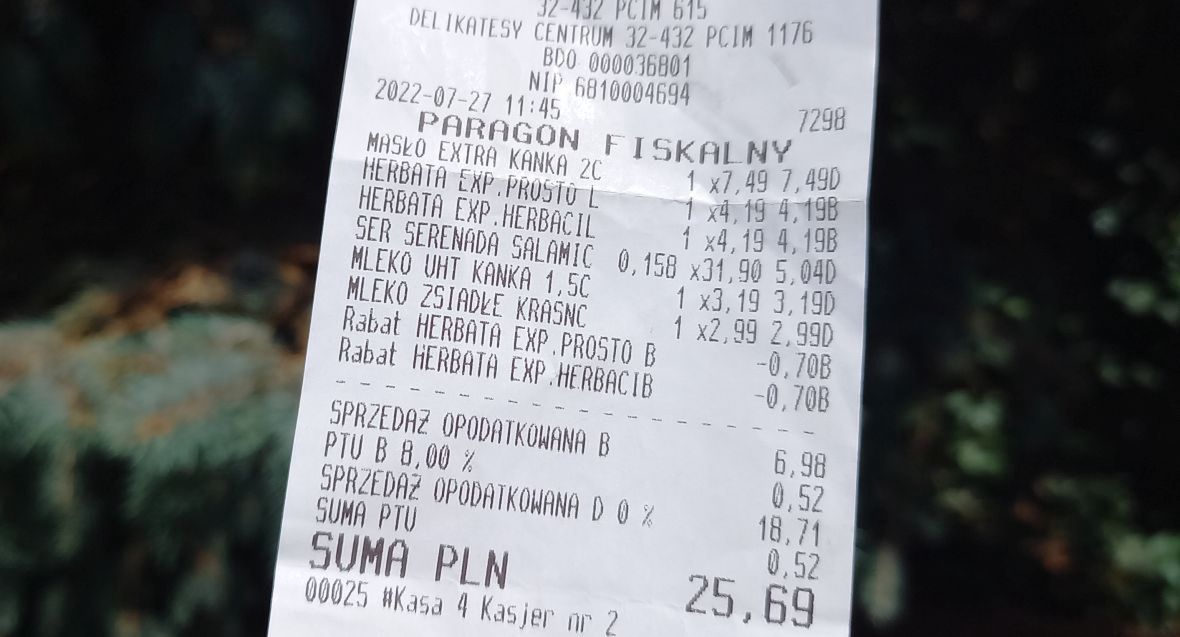 32-432 PCIM 615
DELIKATESY CENTRUM 32-432 PCIM 1176
BDO 000036801
NIP 6810004694
2022-07-27 11:45 7298
PARAGON FISKALNY
MASŁO EXTRA KANKA 2C 1 x7,49 7,49D
HERBATA EXP.PROSTO L 1 x4,19 4,19B
HERBATA EXP.HERBACIL 1 x4,19 4,19B
SER SERENADA SALAMIC 0,158 x31,90 5,04D
MLEKO UHT KANKA 1,5C 1 x3,19 3,19D
MLEKO ZSIADŁE KRASNC 1 x2,99 2,99D
Rabat HERBATA EXP.PROSTO B -0,70B
Rabat HERBATA EXP.HERBACIB -0,70B
- - - - - - - - - - - - - - - - - - - -
SPRZEDAŻ OPODATKOWANA B 6,98
PTU B 8,00 % 0,52
SPRZEDAŻ OPODATKOWANA D 0 % 18,71
SUMA PTU 0,52
SUMA PLN 25,69
00025 #Kasa 4 Kasjer nr 2